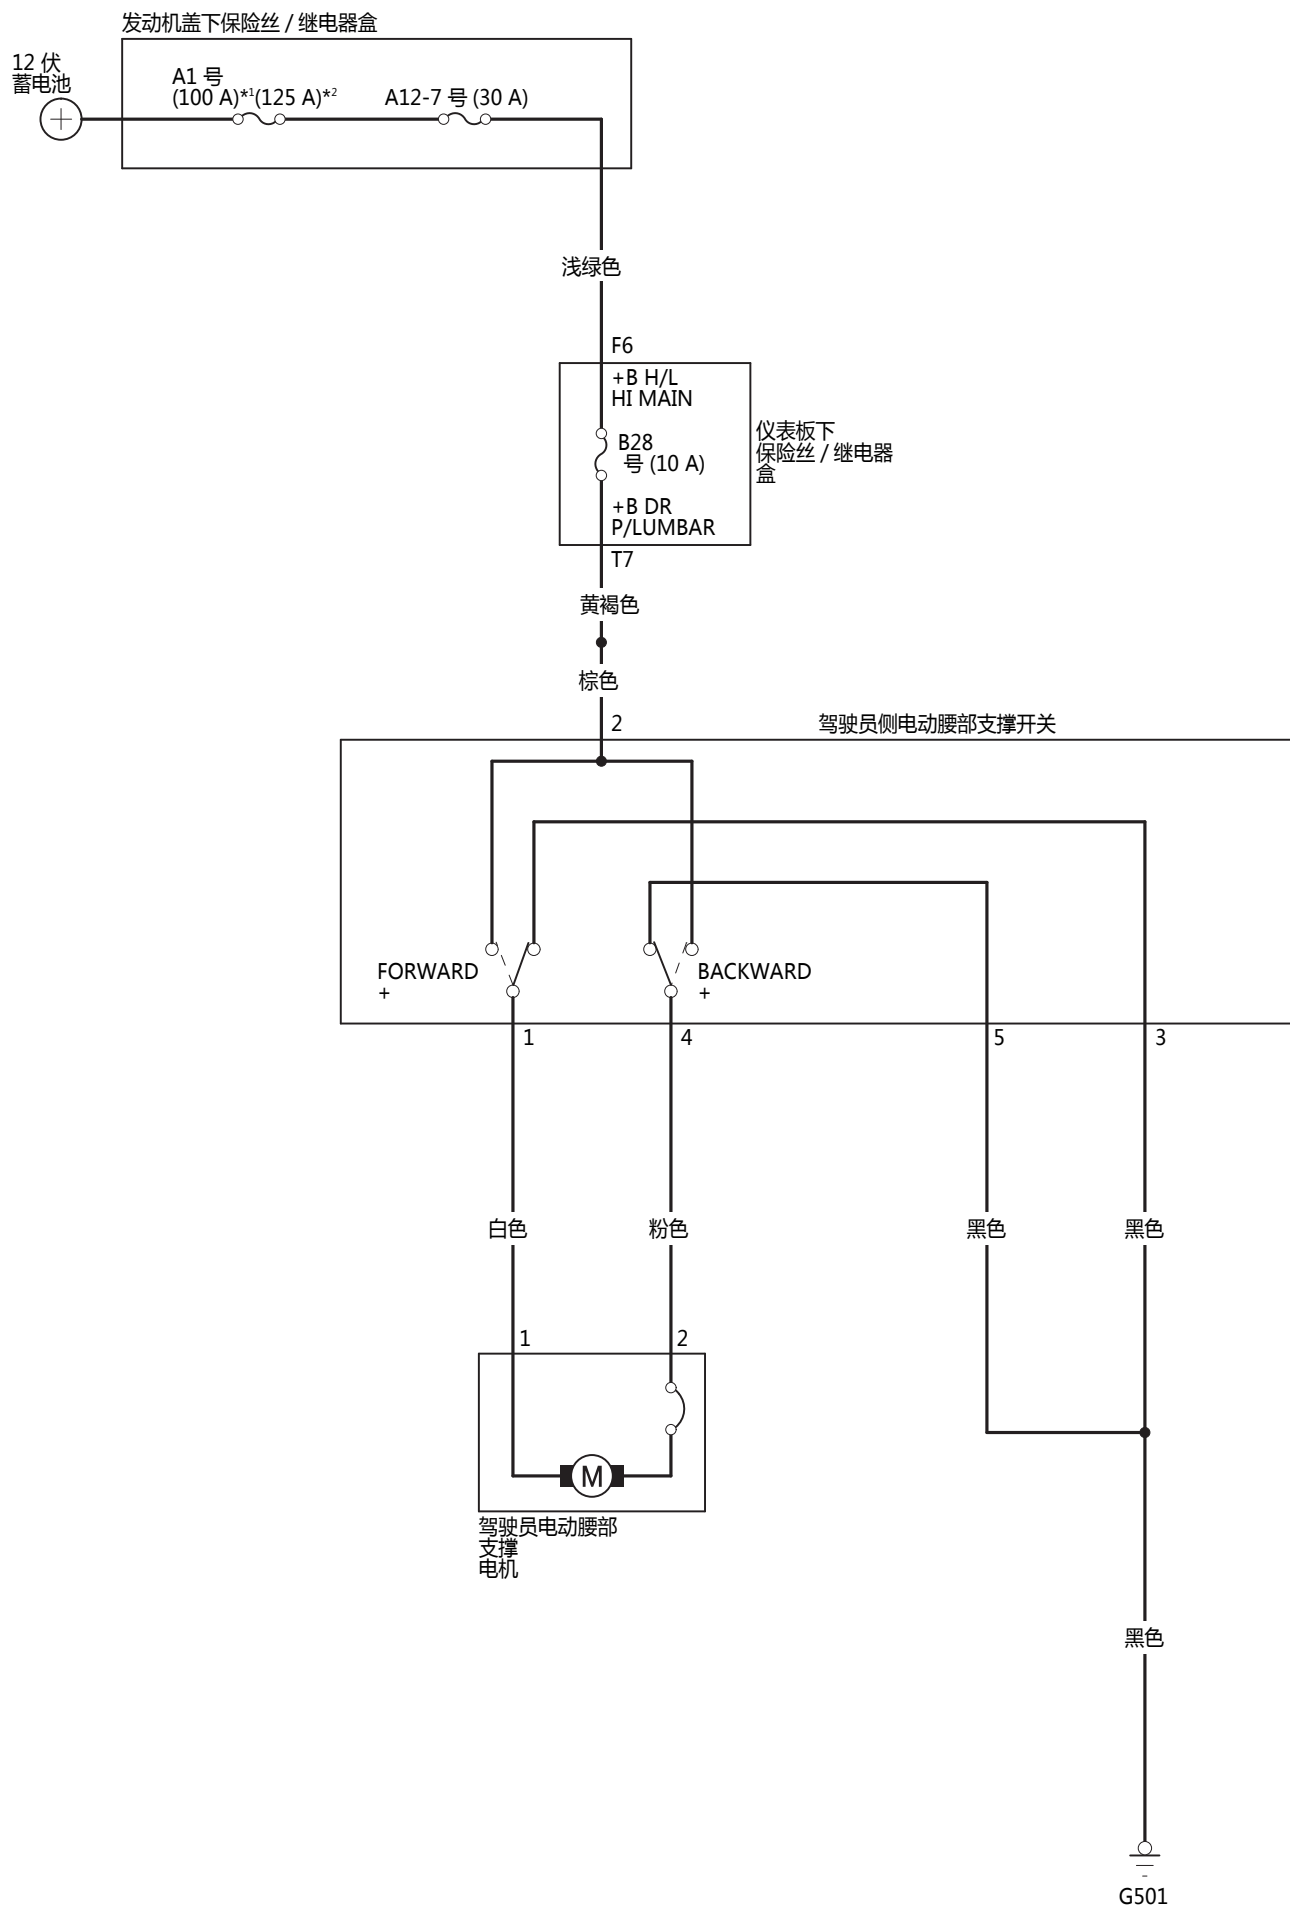 发动机盖下保险丝 / 继电器盒
12 伏
蓄电池
A1 号
(100 A)*1(125 A)*2
A12-7 号 (30 A)
浅绿色
F6
+B H/L
HI MAIN
B28
号 (10 A)
+B DR
P/LUMBAR
仪表板下
保险丝 / 继电器
盒
T7
黄褐色
棕色
2
驾驶员侧电动腰部支撑开关
FORWARD
+
BACKWARD
+
1
4
5
3
白色
粉色
黑色
黑色
1
2
M
驾驶员电动腰部
支撑
电机
黑色
G501